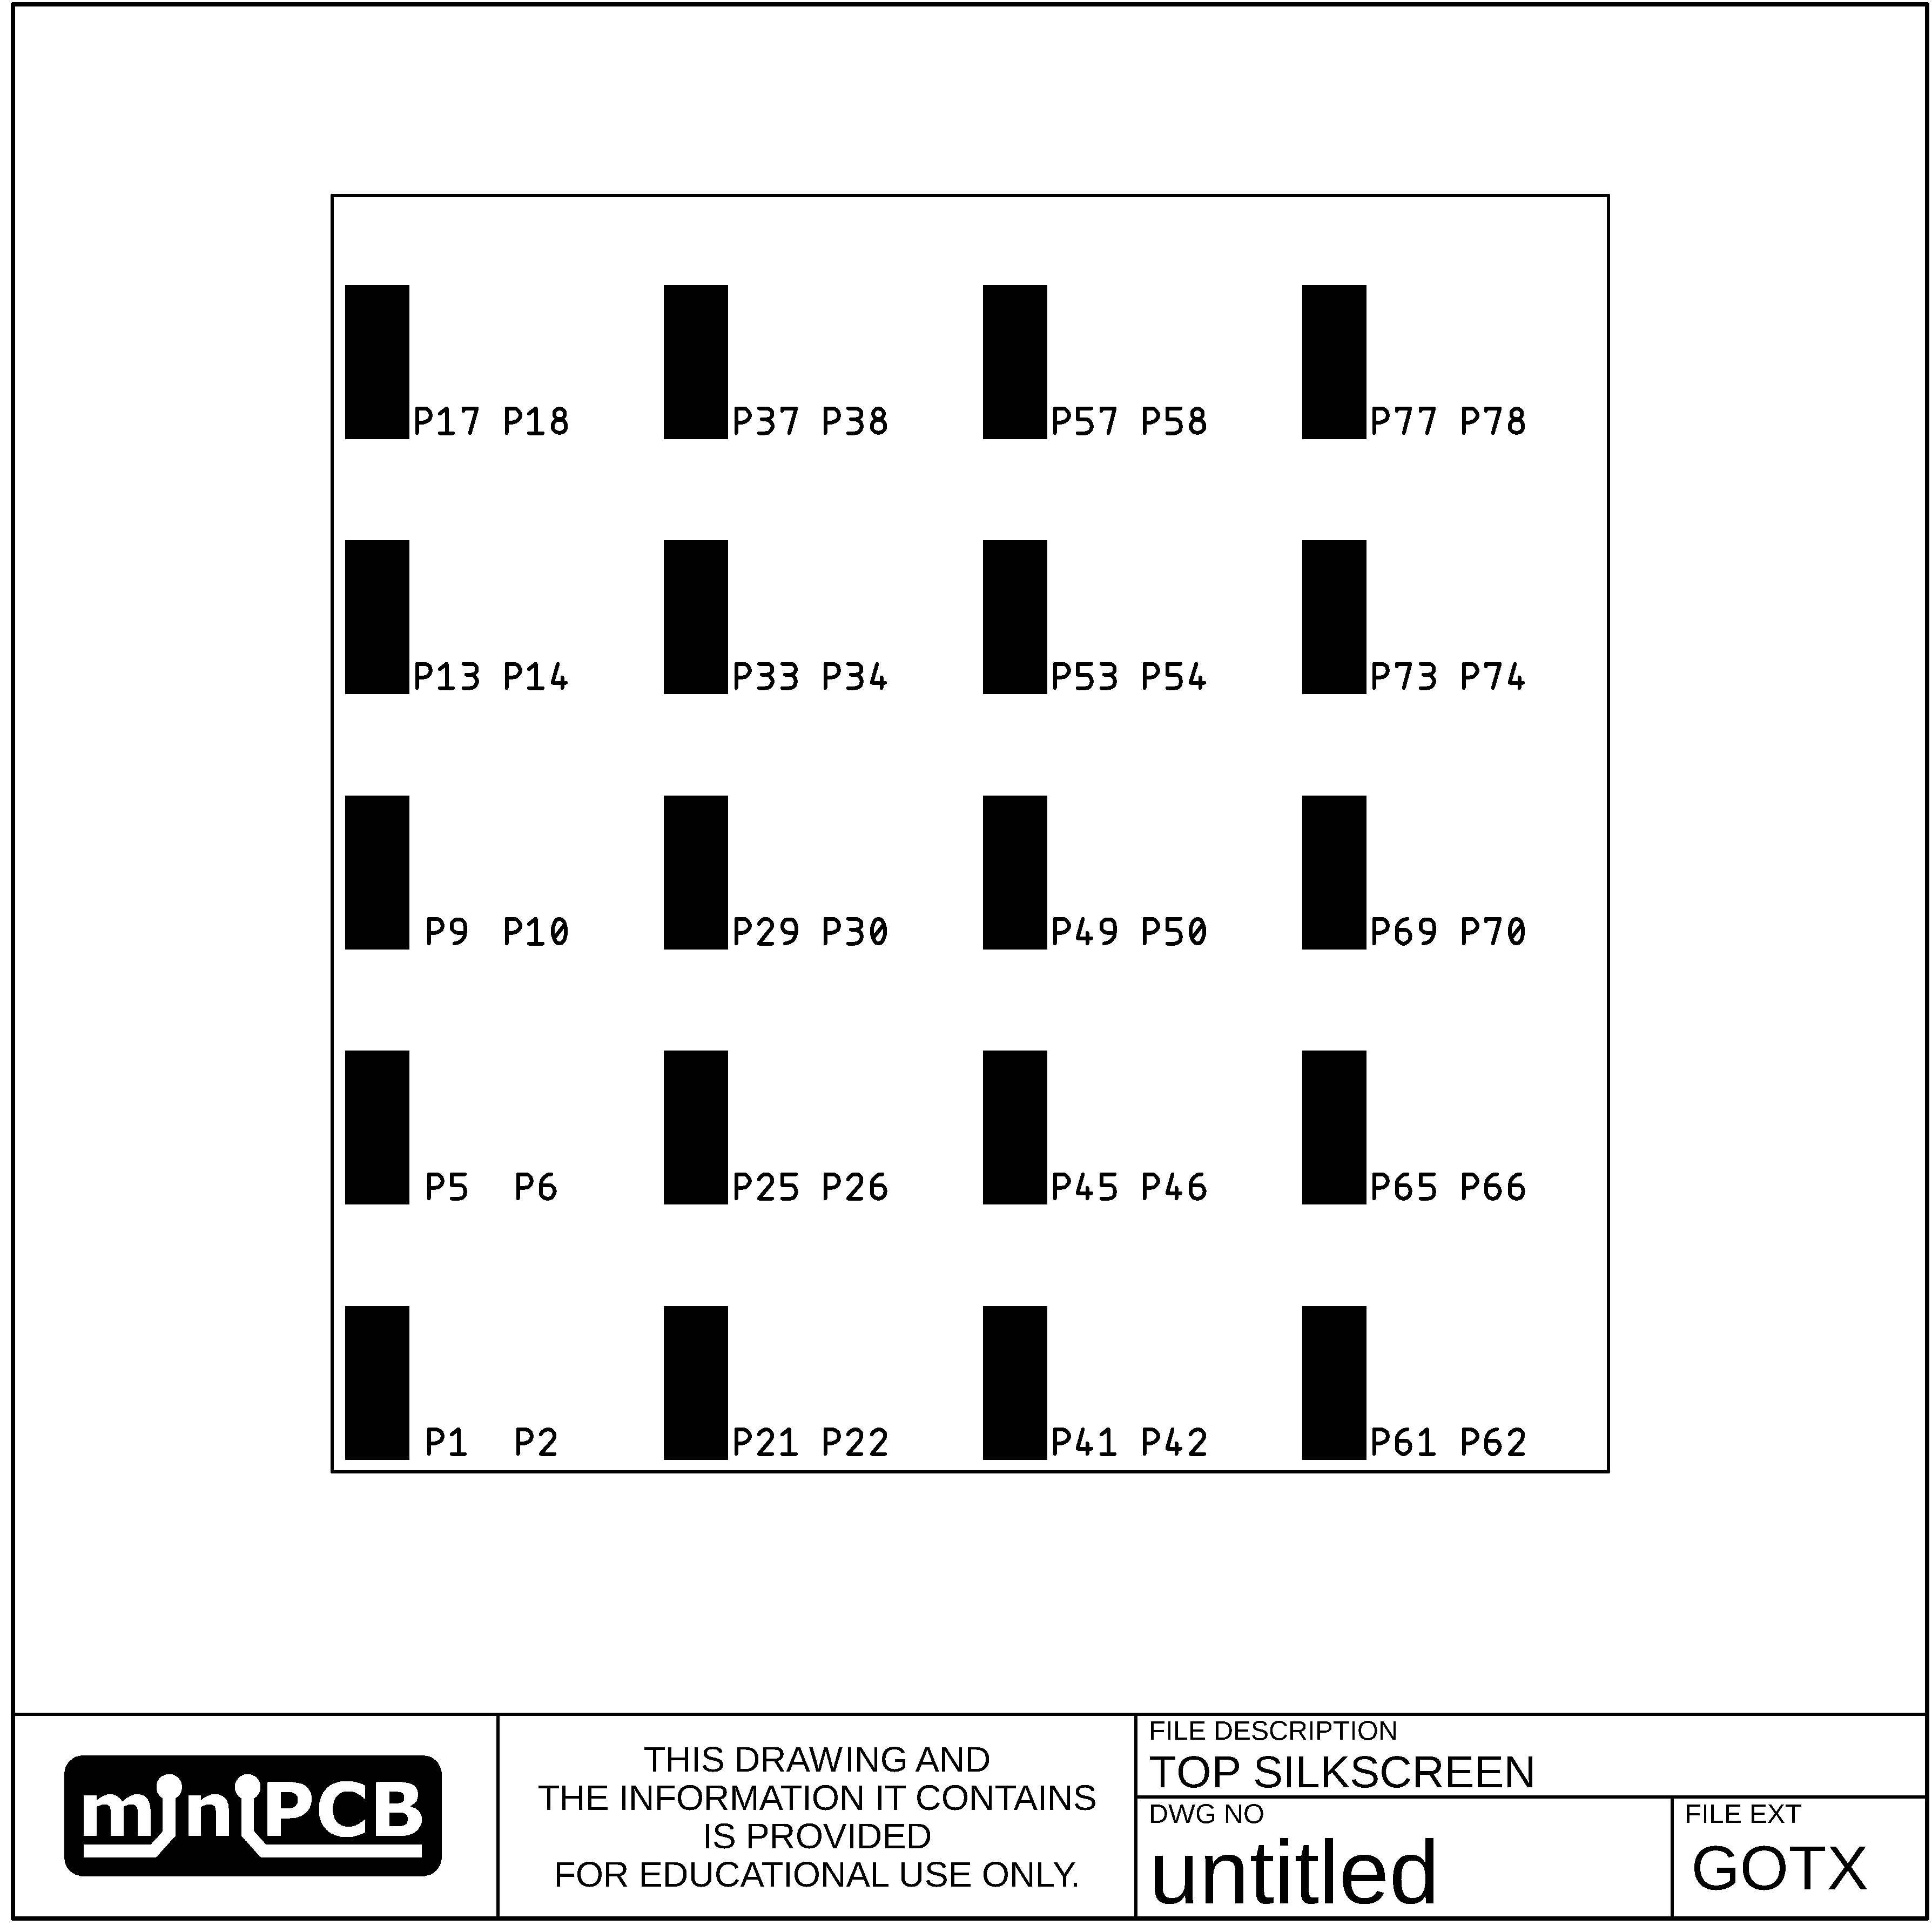 P17 P18 P37 P38 P57 P58 P77 P78
P13 P14 P33 P34 P53 P54 P73 P74
P9 P10 P29 P30 P49 P50 P69 P70
P5 P6 P25 P26 P45 P46 P65 P66
P1 P2 P21 P22 P41 P42 P61 P62
miniPCB
THIS DRAWING AND
THE INFORMATION IT CONTAINS
IS PROVIDED
FOR EDUCATIONAL USE ONLY.
FILE DESCRIPTION
TOP SILKSCREEN
DWG NO
untitled
FILE EXT
GOTX